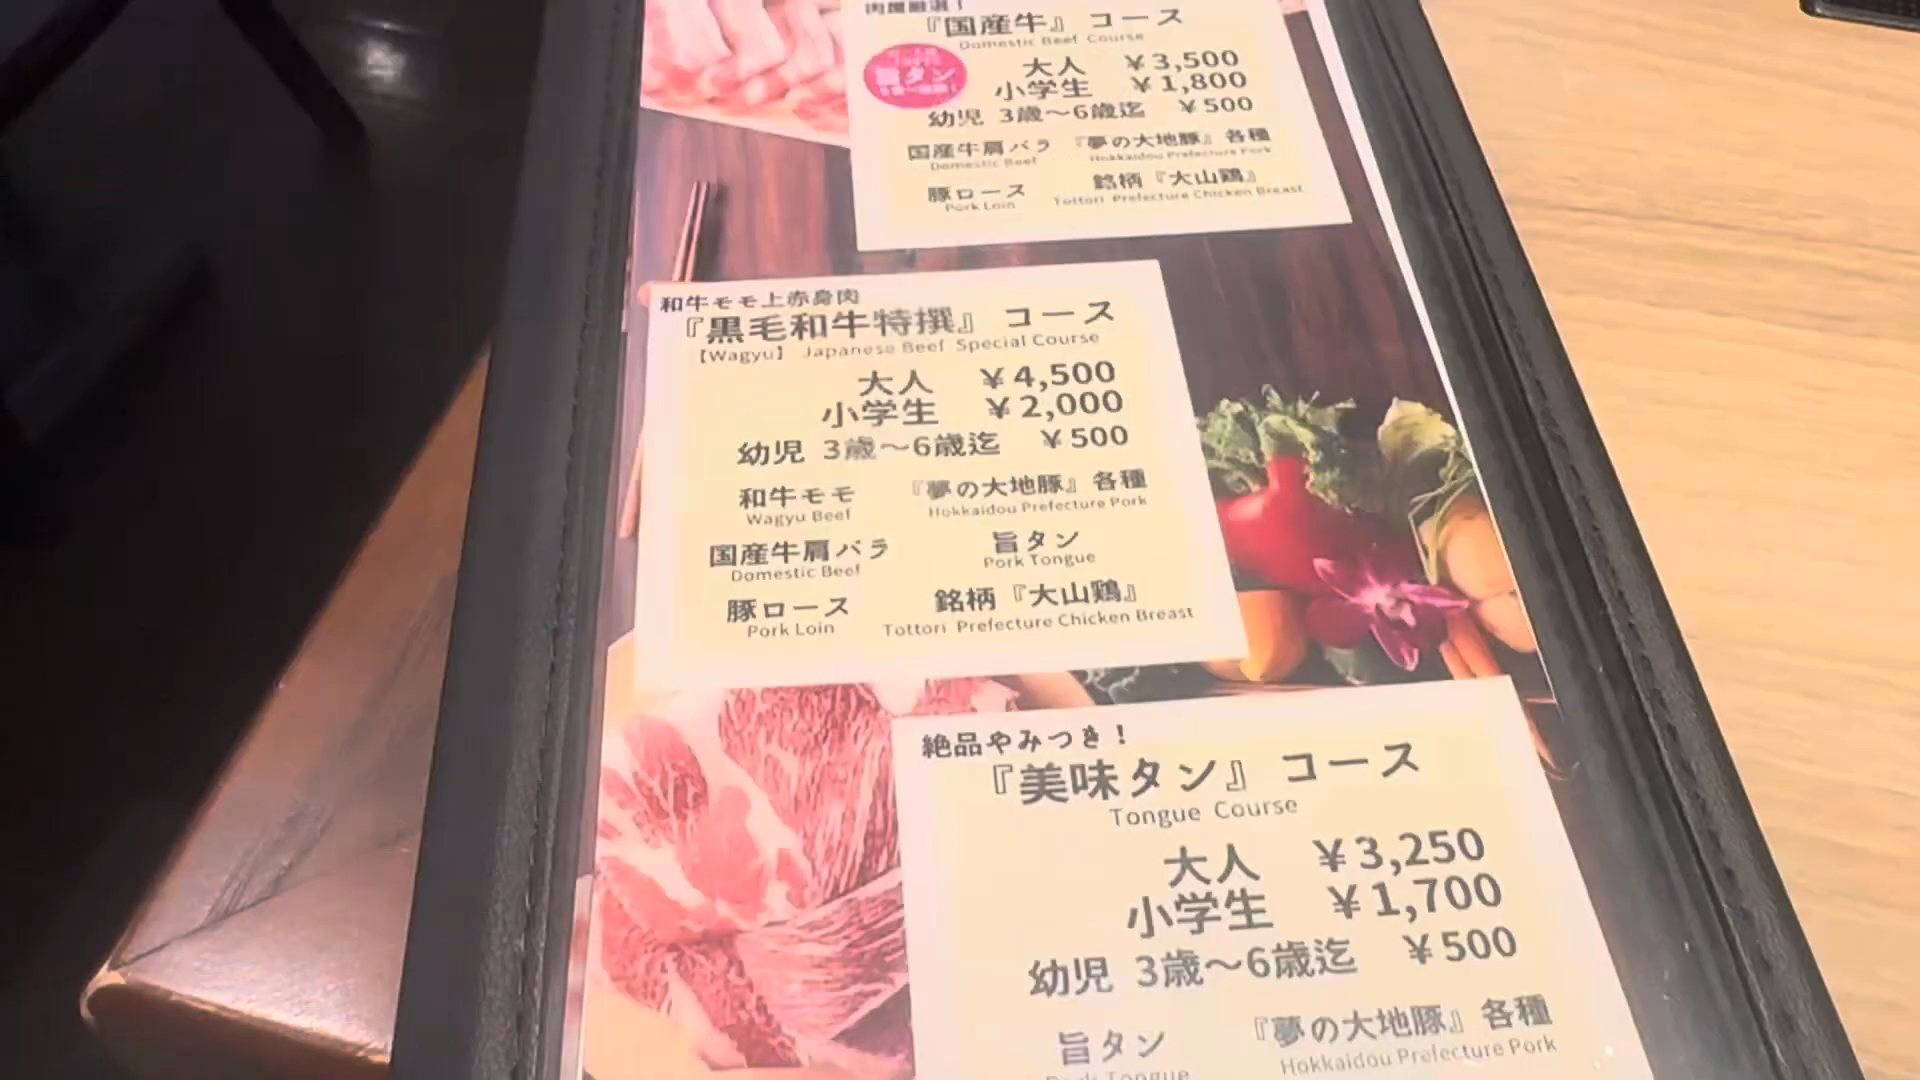 肉屋厳選！
『国産牛』コース
Domestic Beef Course
旨タン
大人 ￥3,500
小学生 ￥1,800
幼児 3歳～6歳迄 ￥500
国産牛肩バラ 『夢の大地豚』各種
Domestic Beef Hokkaidou Prefecture Pork
豚ロース 銘柄『大山鶏』
Pork Loin Tottori Prefecture Chicken Breast
和牛モモ上赤身肉
『黒毛和牛特撰』コース
【Wagyu】 Japanese Beef Special Course
大人 ￥4,500
小学生 ￥2,000
幼児 3歳～6歳迄 ￥500
和牛モモ 『夢の大地豚』各種
Wagyu Beef Hokkaidou Prefecture Pork
国産牛肩バラ 旨タン
Domestic Beef Pork Tongue
豚ロース 銘柄『大山鶏』
Pork Loin Tottori Prefecture Chicken Breast
絶品やみつき！
『美味タン』コース
Tongue Course
大人 ￥3,250
小学生 ￥1,700
幼児 3歳～6歳迄 ￥500
旨タン 『夢の大地豚』各種
Pork Tongue Hokkaidou Prefecture Pork